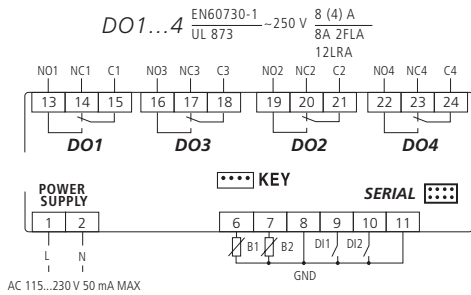 DO1...4 EN60730-1 ~250 V 8 (4) A
UL 873 8A 2FLA
12LRA
NO1 NC1 C1 NO3 NC3 C3 NO2 NC2 C2 NO4 NC4 C4
13 14 15 16 17 18 19 20 21 22 23 24
DO1 DO3 DO2 DO4
POWER SUPPLY
KEY
SERIAL
1 2 6 7 8 9 10 11
L N B1 B2 DI1 DI2
GND
AC 115...230 V 50 mA MAX